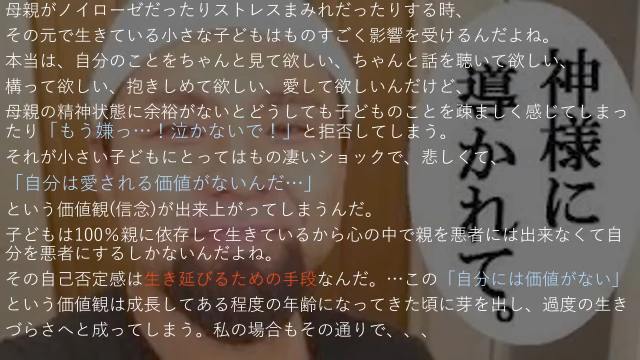 母親がノイローゼだったりストレスまみれだったりする時、
その元で生きている小さな子どもはものすごく影響を受けるんだよね。
本当は、自分のことをちゃんと見て欲しい、ちゃんと話を聴いて欲しい、
構って欲しい、抱きしめて欲しい、愛して欲しいんだけど、
母親の精神状態に余裕がないとどうしても子どものことを疎ましく感じてしまっ
たり「もう嫌っ…！泣かないで！」と拒否してしまう。
それが小さい子どもにとってはもの凄いショックで、悲しくて、
「自分は愛される価値がないんだ…」
という価値観(信念)が出来上がってしまうんだ。
子どもは100％親に依存して生きているから心の中で親を悪者には出来なくて自
分を悪者にするしかないんだよね。
その自己否定感は生き延びるための手段なんだ。…この「自分には価値がない」
という価値観は成長してある程度の年齢になってきた頃に芽を出し、過度の生き
づらさへと成ってしまう。私の場合もその通りで、、、
神様に
導かれて。